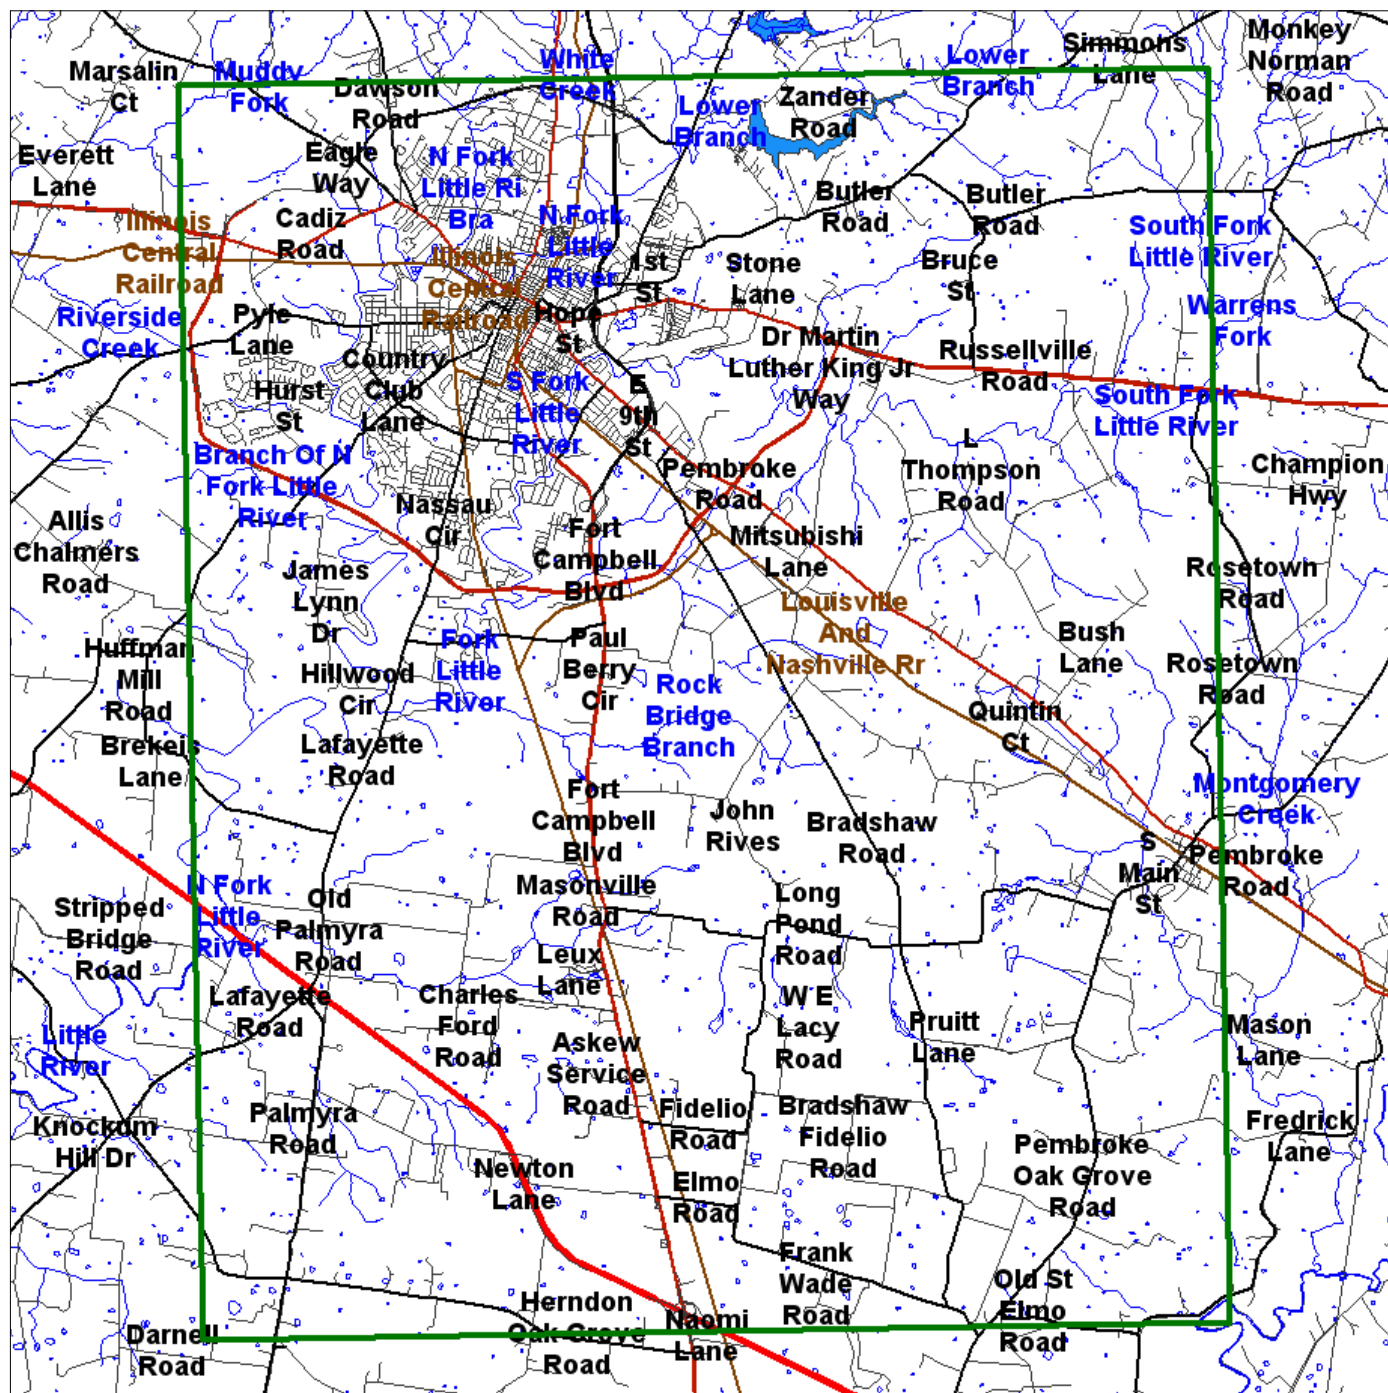 Marsalin
Ct
Muddy
Fork
Dawson
Road
White
Creek
Lower
Branch
Zander
Road
Lower
Branch
Simmons
Lane
Monkey
Norman
Road
Everett
Lane
Eagle
Way
N Fork
Little Ri
Bra
Illinois
Central
Railroad
Cadiz
Road
N Fork
Little
River
Butler
Road
Butler
Road
South Fork
Little River
Illinois
Central
Railroad
1st
St
Stone
Lane
Bruce
St
Warrens
Fork
Riverside
Creek
Pyle
Lane
Hope
St
Dr Martin
Luther King Jr
Way
Russellville
Road
Country
Club
Lane
Hurst
St
S Fork
Little
River
E
9th
St
South Fork
Little River
Branch Of N
Fork Little
River
Pembroke
Road
L
Thompson
Road
Champion
Hwy
Nassau
Cir
Allis
Chalmers
Road
Fort
Campbell
Blvd
Mitsubishi
Lane
James
Lynn
Dr
Rosetown
Road
Louisville
And
Nashville Rr
Huffman
Mill
Road
Fork
Little
River
Paul
Berry
Cir
Bush
Lane
Hillwood
Cir
Rock
Bridge
Branch
Rosetown
Road
Quintin
Ct
Brekeis
Lane
Lafayette
Road
Fort
Campbell
Blvd
John
Rives
Bradshaw
Road
Montgomery
Creek
S
Main
St
Pembroke
Road
N Fork
Little
River
Old
Palmyra
Road
Masonville
Road
Long
Pond
Road
Stripped
Bridge
Road
Leux
Lane
Lafayette
Road
Charles
Ford
Road
W E
Lacy
Road
Pruitt
Lane
Mason
Lane
Little
River
Askew
Service
Road
Fidelio
Road
Bradshaw
Fidelio
Road
Knockum
Hill Dr
Palmyra
Road
Fredrick
Lane
Pembroke
Oak Grove
Road
Newton
Lane
Elmo
Road
Frank
Wade
Road
Old St
Elmo
Road
Herndon
Oak Grove
Road
Naomi
Lane
Darnell
Road